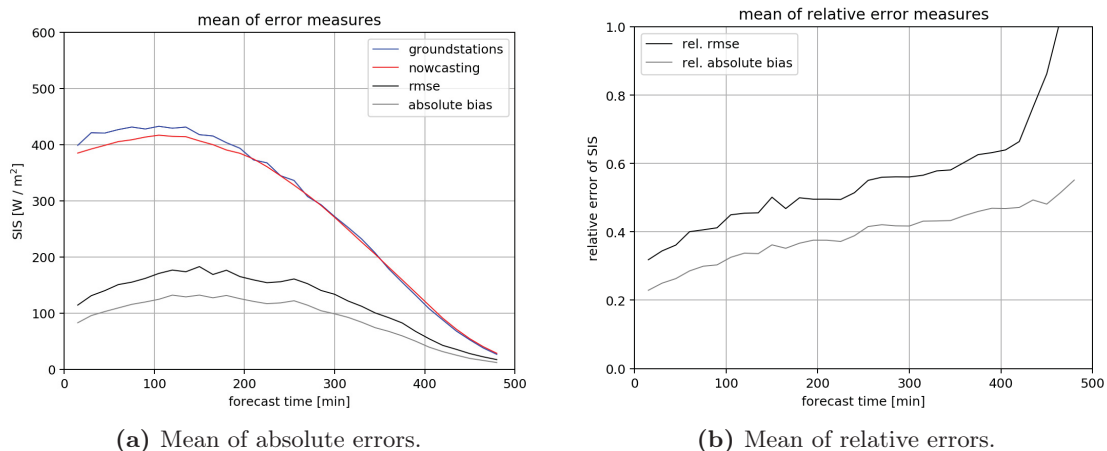 mean of error measures
600
500
400
300
200
100
0
SIS [W / m²]
groundstations
nowcasting
rmse
absolute bias
0 100 200 300 400 500
forecast time [min]
(a) Mean of absolute errors.
mean of relative error measures
1.0
0.8
0.6
0.4
0.2
0.0
relative error of SIS
rel. rmse
rel. absolute bias
0 100 200 300 400 500
forecast time [min]
(b) Mean of relative errors.